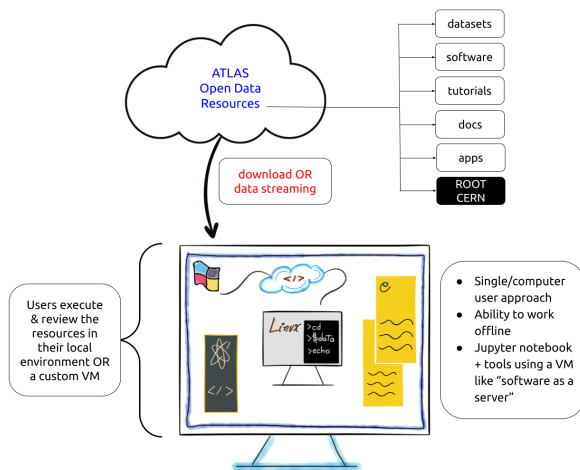 ATLAS
Open Data
Resources
datasets
software
tutorials
docs
apps
ROOT
CERN
download OR
data streaming
Users execute
& review the
resources in
their local
environment OR
a custom VM
</>
Linux
>cd
>$data
>echo
e
</>
● Single/computer
user approach
● Ability to work
offline
● Jupyter notebook
+ tools using a VM
like “software as a
server”